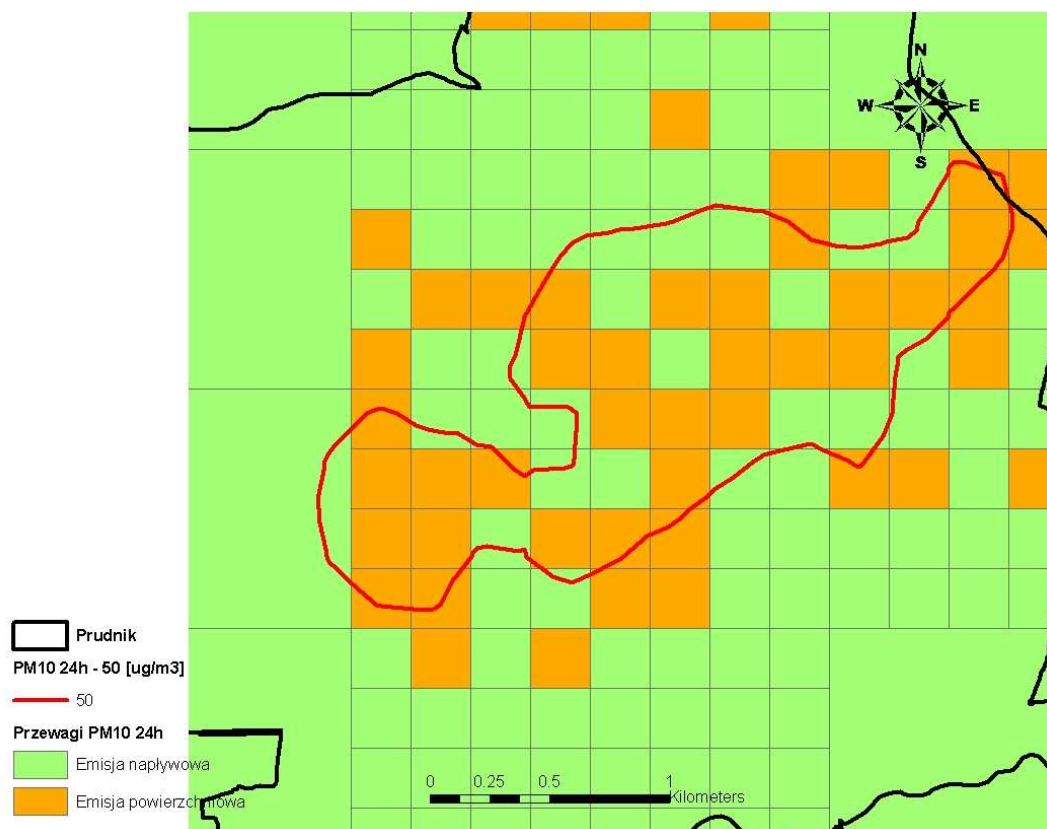 N
W E
S
Prudnik
PM10 24h - 50 [ug/m3]
50
Przewagi PM10 24h
Emisja napływowa
Emisja powierzchniowa
0 0.25 0.5 1
Kilometers